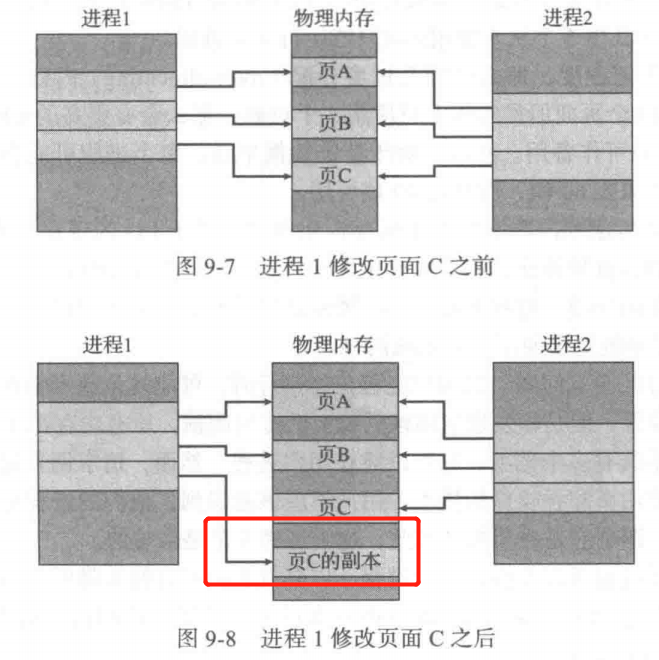 进程1 物理内存 进程2
页A
页B
页C
图 9-7 进程 1 修改页面 C 之前
进程1 物理内存 进程2
页A
页B
页C
页C的副本
图 9-8 进程 1 修改页面 C 之后